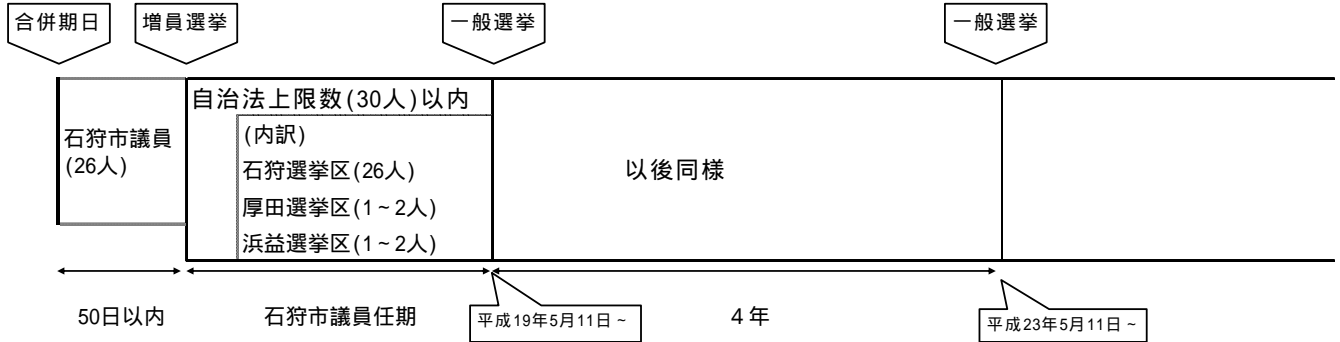 合併期日
増員選挙
一般選挙
一般選挙
石狩市議員
(26人)
自治法上限数(30人)以内
(内訳)
石狩選挙区(26人)
厚田選挙区(1~2人)
浜益選挙区(1~2人)
以後同様
50日以内
石狩市議員任期
平成19年5月11日~
4年
平成23年5月11日~